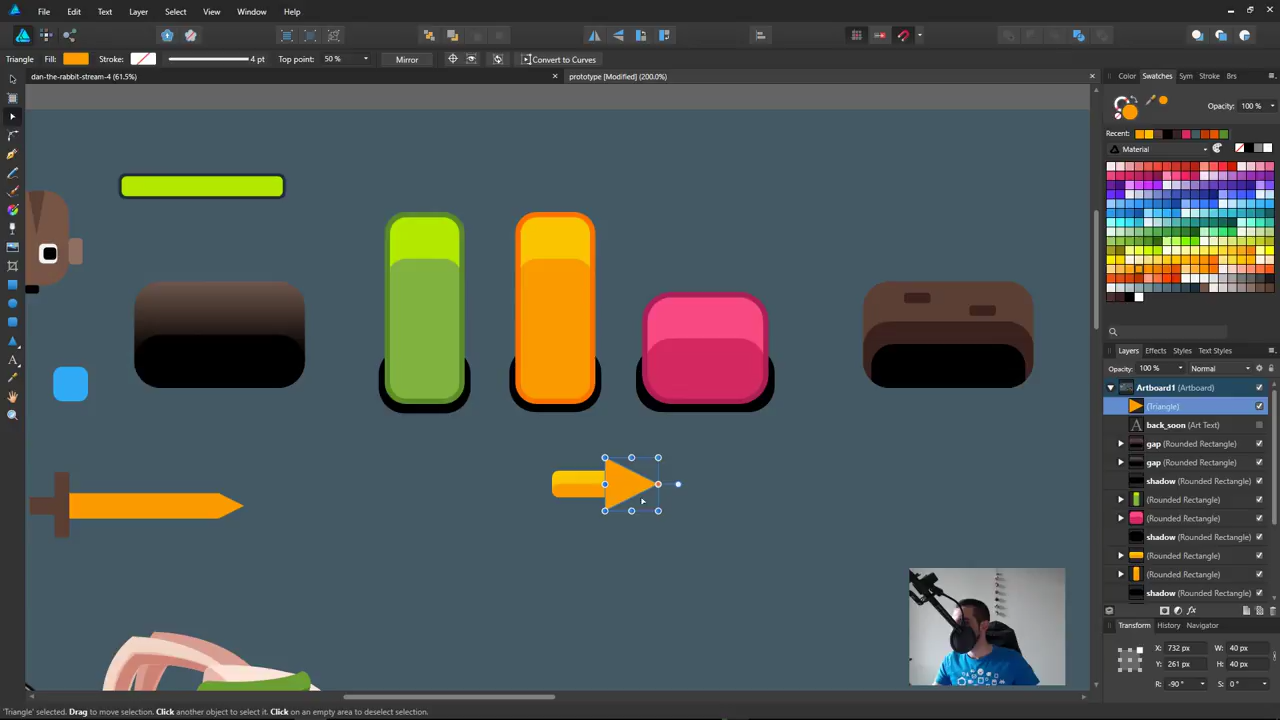 File Edit Text Layer Select View Window Help
Triangle Fill: Stroke: 4 pt Top point: 50 % Mirror Convert to Curves
dan-the-rabbit-stream-4 (61.5%) × prototype [Modified] (200.0%) ×
Color Swatches Sym Stroke Brs
Opacity: 100 %
Recent:
Material
Layers Effects Styles Text Styles
Opacity: 100 % Normal
Artboard1 (Artboard)
(Triangle)
A back_soon (Art Text)
gap (Rounded Rectangle)
gap (Rounded Rectangle)
shadow (Rounded Rectangle)
(Rounded Rectangle)
(Rounded Rectangle)
shadow (Rounded Rectangle)
(Rounded Rectangle)
(Rounded Rectangle)
shadow (Rounded Rectangle)
fx
Transform History Navigator
X: 732 px W: 40 px
Y: 261 px H: 40 px
R: -90 ° S: 0 °
'Triangle' selected. Drag to move selection. Click another object to select it. Click on an empty area to deselect selection.